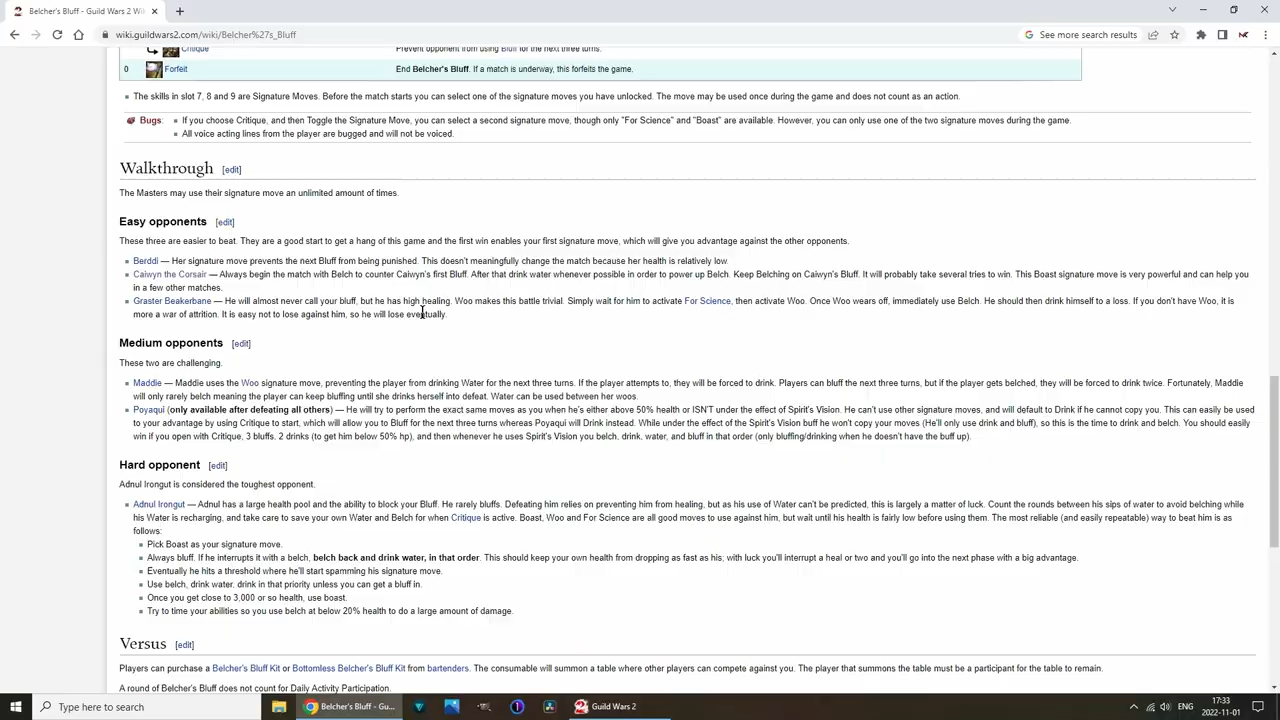 Belcher's Bluff - Guild Wars 2 Wi
wiki.guildwars2.com/wiki/Belcher%27s_Bluff
See more search results
Critique
Prevent opponent from using Bluff for the next three turns.
0 Forfeit End Belcher's Bluff. If a match is underway, this forfeits the game.
The skills in slot 7, 8 and 9 are Signature Moves. Before the match starts you can select one of the signature moves you have unlocked. The move may be used once during the game and does not count as an action.
Bugs: If you choose Critique, and then Toggle the Signature Move, you can select a second signature move, though only "For Science" and "Boast" are available. However, you can only use one of the two signature moves during the game.
All voice acting lines from the player are bugged and will not be voiced.
Walkthrough [edit]
The Masters may use their signature move an unlimited amount of times.
Easy opponents [edit]
These three are easier to beat. They are a good start to get a hang of this game and the first win enables your first signature move, which will give you advantage against the other opponents.
Berddi — Her signature move prevents the next Bluff from being punished. This doesn't meaningfully change the match because her health is relatively low.
Caiwyn the Corsair — Always begin the match with Belch to counter Caiwyn's first Bluff. After that drink water whenever possible in order to power up Belch. Keep Belching on Caiwyn's Bluff. It will probably take several tries to win. This Boast signature move is very powerful and can help you
in a few other matches.
Graster Beakerbane — He will almost never call your bluff, but he has high healing. Woo makes this battle trivial. Simply wait for him to activate For Science, then activate Woo. Once Woo wears off, immediately use Belch. He should then drink himself to a loss. If you don't have Woo, it is
more a war of attrition. It is easy not to lose against him, so he will lose eventually.
Medium opponents [edit]
These two are challenging.
Maddie — Maddie uses the Woo signature move, preventing the player from drinking Water for the next three turns. If the player attempts to, they will be forced to drink. Players can bluff the next three turns, but if the player gets belched, they will be forced to drink twice. Fortunately, Maddie
will only rarely belch meaning the player can keep bluffing until she drinks herself into defeat. Water can be used between her woos.
Poyaqui (only available after defeating all others) — He will try to perform the exact same moves as you when he's either above 50% health or ISN'T under the effect of Spirit's Vision. He can't use other signature moves, and will default to Drink if he cannot copy you. This can easily be used
to your advantage by using Critique to start, which will allow you to Bluff for the next three turns whereas Poyaqui will Drink instead. While under the effect of the Spirit's Vision buff he won't copy your moves (He'll only use drink and bluff), so this is the time to drink and belch. You should easily
win if you open with Critique, 3 bluffs, 2 drinks (to get him below 50% hp), and then whenever he uses Spirit's Vision you belch, drink, water, and bluff in that order (only bluffing/drinking when he doesn't have the buff up).
Hard opponent [edit]
Adnul Irongut is considered the toughest opponent.
Adnul Irongut — Adnul has a large health pool and the ability to block your Bluff. He rarely bluffs. Defeating him relies on preventing him from healing, but as his use of Water can't be predicted, this is largely a matter of luck. Count the rounds between his sips of water to avoid belching while
his Water is recharging, and take care to save your own Water and Belch for when Critique is active. Boast, Woo and For Science are all good moves to use against him, but wait until his health is fairly low before using them. The most reliable (and easily repeatable) way to beat him is as
follows:
Pick Boast as your signature move.
Always bluff. If he interrupts it with a belch, belch back and drink water, in that order. This should keep your own health from dropping as fast as his; with luck you'll interrupt a heal or two and you'll go into the next phase with a big advantage.
Eventually he hits a threshold where he'll start spamming his signature move.
Use belch, drink water, drink in that priority unless you can get a bluff in.
Once you get close to 3,000 or so health, use boast.
Try to time your abilities so you use belch at below 20% health to do a large amount of damage.
Versus [edit]
Players can purchase a Belcher's Bluff Kit or Bottomless Belcher's Bluff Kit from bartenders. The consumable will summon a table where other players can compete against you. The player that summons the table must be a participant for the table to remain.
A round of Belcher's Bluff does not count for Daily Activity Participation.
Type here to search
Belcher's Bluff - Gu...
Guild Wars 2
ENG
17:33
2022-11-01